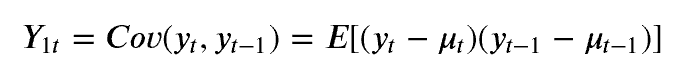 Y₁ₜ = Cov(yₜ, yₜ₋₁) = E[(yₜ − μₜ)(yₜ₋₁ − μₜ₋₁)]